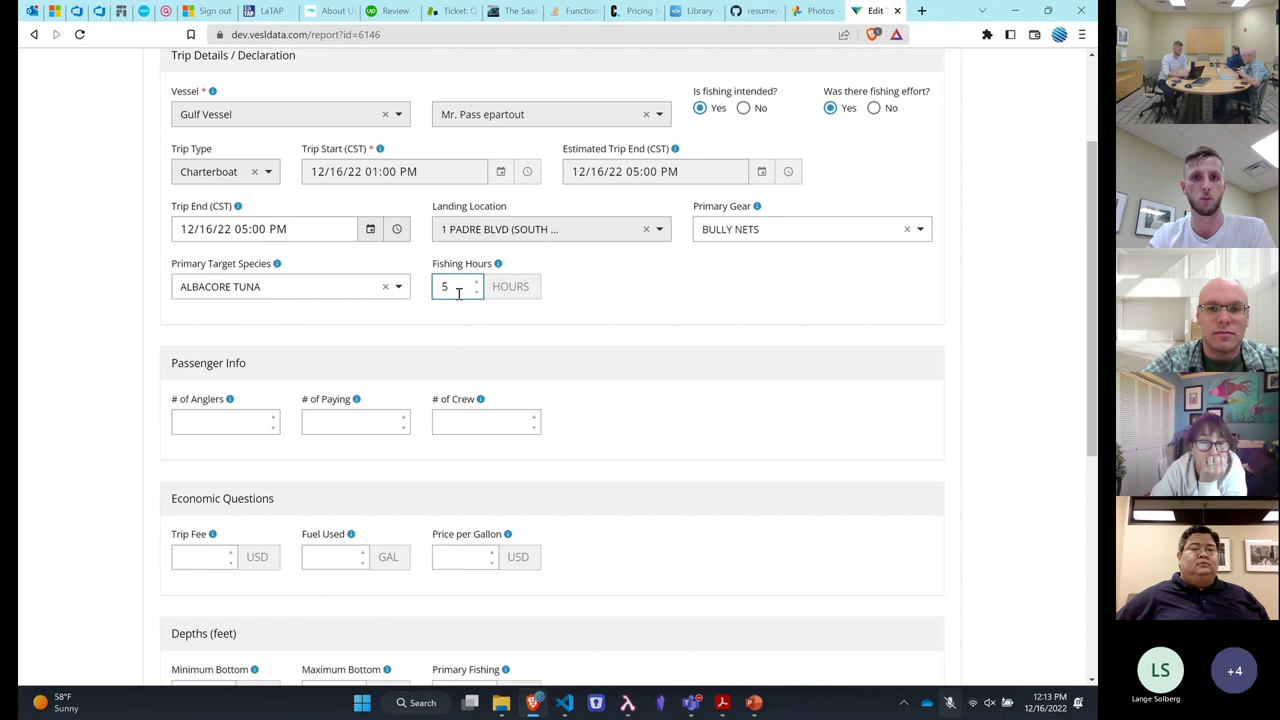 Sign out
LaTAP
About U
Review -
Ticket: C
The SaaS
Function
Pricing S
Library -
resume/
Photos -
Edit T
dev.vesldata.com/report?id=6146
Trip Details / Declaration
Vessel *
Is fishing intended?
Was there fishing effort?
Gulf Vessel
Mr. Pass epartout
Yes No
Yes No
Trip Type
Trip Start (CST) *
Estimated Trip End (CST)
Charterboat
12/16/22 01:00 PM
12/16/22 05:00 PM
Trip End (CST)
Landing Location
Primary Gear
12/16/22 05:00 PM
1 PADRE BLVD (SOUTH ...
BULLY NETS
Primary Target Species
Fishing Hours
ALBACORE TUNA
5 HOURS
Passenger Info
# of Anglers
# of Paying
# of Crew
Economic Questions
Trip Fee
Fuel Used
Price per Gallon
USD
GAL
USD
Depths (feet)
Minimum Bottom
Maximum Bottom
Primary Fishing
LS
+4
Lange Solberg
58°F
Sunny
Search
12:13 PM
12/16/2022